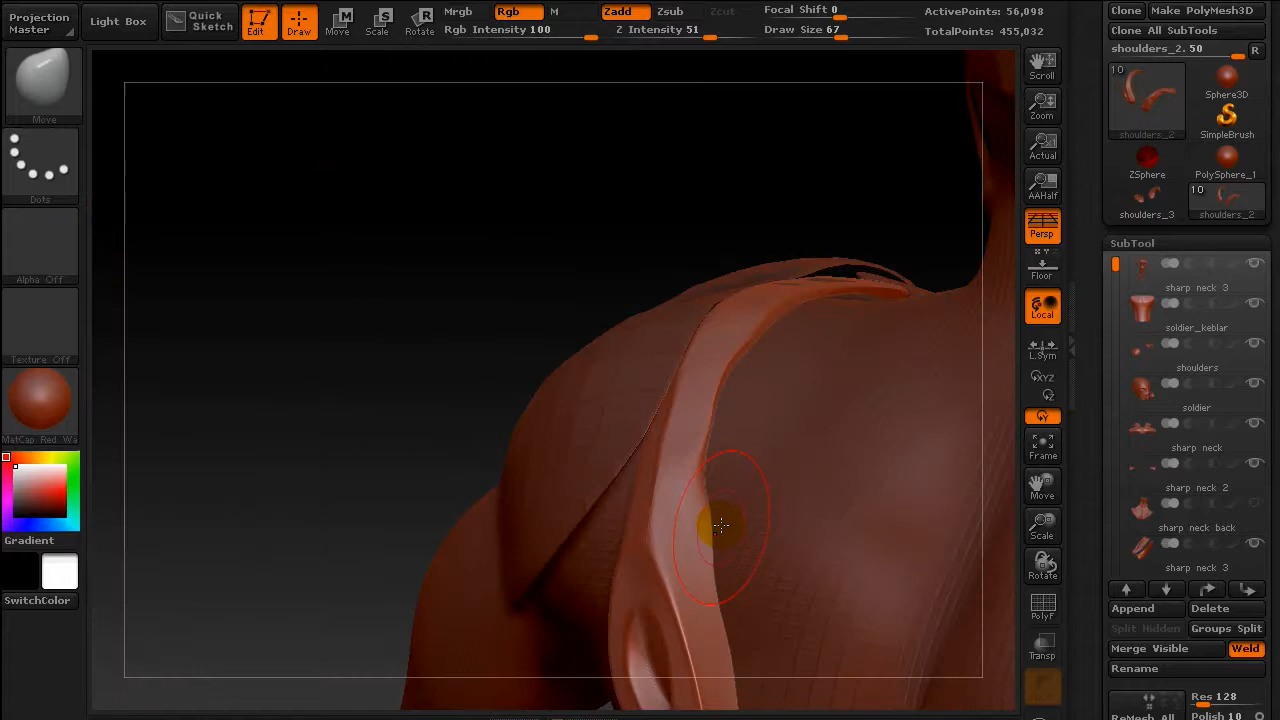 Projection
Master
Light Box
Quick
Sketch
Edit
Draw
Move
Scale
Rotate
Mrgb
Rgb
M
Rgb Intensity 100
Zadd
Zsub
Zcut
Z Intensity 51
Focal Shift 0
Draw Size 67
ActivePoints: 56,098
TotalPoints: 455,032
Move
Dots
Alpha Off
Texture Off
MatCap Red Wa
Gradient
SwitchColor
Scroll
Zoom
Actual
AAHalf
Persp
Floor
Local
L.Sym
XYZ
Z
Y
Frame
Move
Scale
Rotate
PolyF
Transp
Clone
Make PolyMesh3D
Clone All SubTools
shoulders_2. 50
R
10
shoulders_2
Sphere3D
SimpleBrush
ZSphere
PolySphere_1
shoulders_3
10
shoulders_2
SubTool
sharp neck 3
soldier_keblar
shoulders
soldier
sharp neck
sharp neck 2
sharp neck back
sharp neck 3
Append
Delete
Split Hidden
Groups Split
Merge Visible
Weld
Rename
ReMesh All
Res 128
Polish 10